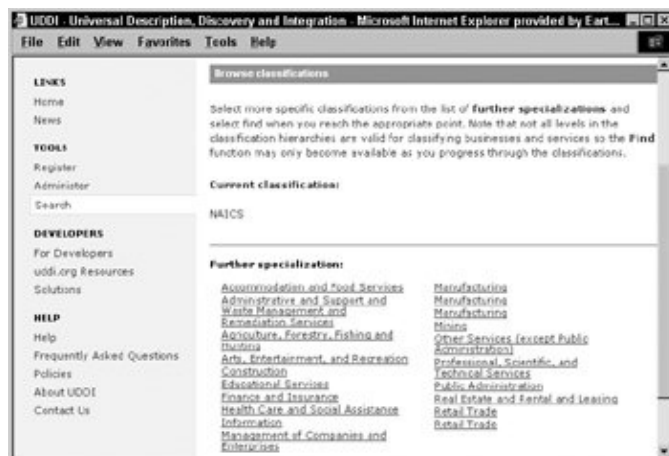 UDDI - Universal Description, Discovery and Integration - Microsoft Internet Explorer provided by Eart...
File Edit View Favorites Tools Help
LINKS
Home
News
TOOLS
Register
Administer
Search
DEVELOPERS
For Developers
uddi.org Resources
Solutions
HELP
Help
Frequently Asked Questions
Policies
About UDDI
Contact Us
Browse classifications
Select more specific classifications from the list of further specializations and
select find when you reach the appropriate point. Note that not all levels in the
classification hierarchies are valid for classifying businesses and services so the Find
function may only become available as you progress through the classifications.
Current classification:
NAICS
Further specialization:
Accommodation and Food Services
Administrative and Support and
Waste Management and
Remediation Services
Agriculture, Forestry, Fishing and
Hunting
Arts, Entertainment, and Recreation
Construction
Educational Services
Finance and Insurance
Health Care and Social Assistance
Information
Management of Companies and
Enterprises
Manufacturing
Manufacturing
Manufacturing
Mining
Other Services (except Public
Administration)
Professional, Scientific, and
Technical Services
Public Administration
Real Estate and Rental and Leasing
Retail Trade
Retail Trade